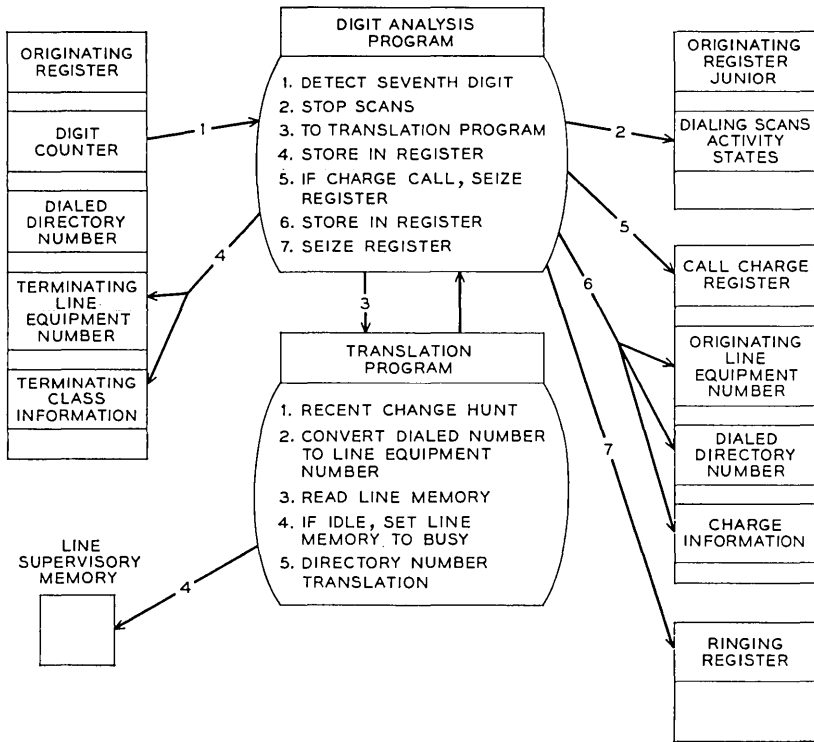 ORIGINATING
REGISTER
DIGIT
COUNTER
DIALED
DIRECTORY
NUMBER
TERMINATING
LINE
EQUIPMENT
NUMBER
TERMINATING
CLASS
INFORMATION
1
4
DIGIT ANALYSIS
PROGRAM
1. DETECT SEVENTH DIGIT
2. STOP SCANS
3. TO TRANSLATION PROGRAM
4. STORE IN REGISTER
5. IF CHARGE CALL, SEIZE
REGISTER
6. STORE IN REGISTER
7. SEIZE REGISTER
3
TRANSLATION
PROGRAM
1. RECENT CHANGE HUNT
2. CONVERT DIALED NUMBER
TO LINE EQUIPMENT
NUMBER
3. READ LINE MEMORY
4. IF IDLE, SET LINE
MEMORY TO BUSY
5. DIRECTORY NUMBER
TRANSLATION
LINE
SUPERVISORY
MEMORY
4
2
5
6
7
ORIGINATING
REGISTER
JUNIOR
DIALING SCANS
ACTIVITY
STATES
CALL CHARGE
REGISTER
ORIGINATING
LINE
EQUIPMENT
NUMBER
DIALED
DIRECTORY
NUMBER
CHARGE
INFORMATION
RINGING
REGISTER